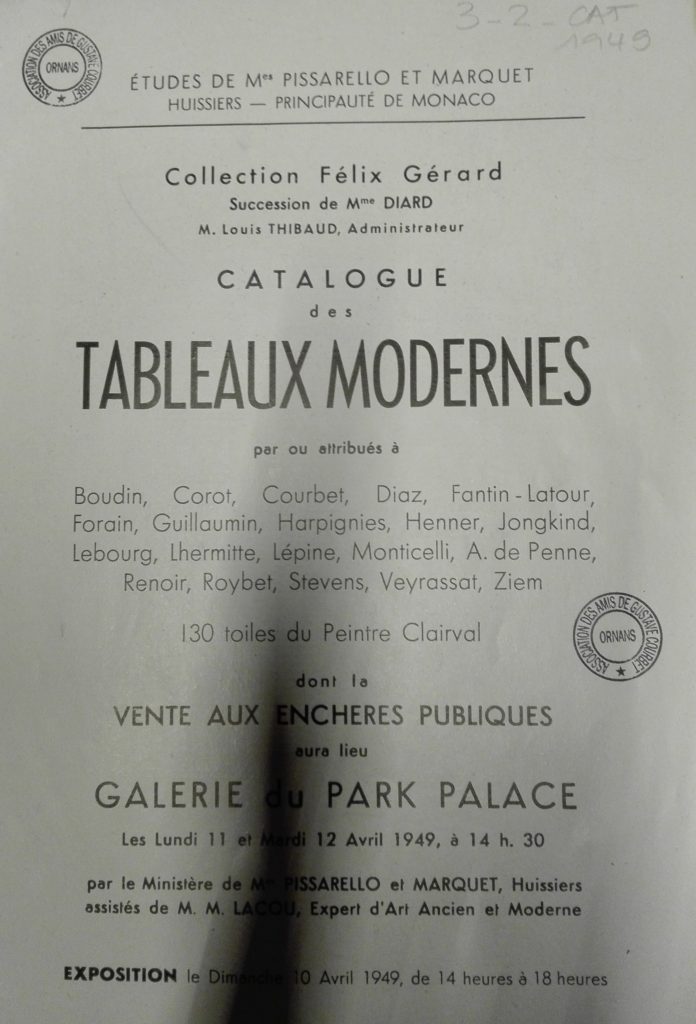 3-2-CAT
1949
ASSOCIATION DES AMIS DE GUSTAVE COURBET
ORNANS
ÉTUDES DE Mes PISSARELLO ET MARQUET
HUISSIERS — PRINCIPAUTÉ DE MONACO
Collection Félix Gérard
Succession de Mme DIARD
M. Louis THIBAUD, Administrateur
CATALOGUE
des
TABLEAUX MODERNES
par ou attribués à
Boudin, Corot, Courbet, Diaz, Fantin-Latour,
Forain, Guillaumin, Harpignies, Henner, Jongkind,
Lebourg, Lhermitte, Lépine, Monticelli, A. de Penne,
Renoir, Roybet, Stevens, Veyrassat, Ziem
130 toiles du Peintre Clairval
ASSOCIATION DES AMIS DE GUSTAVE COURBET
ORNANS
dont la
VENTE AUX ENCHERES PUBLIQUES
aura lieu
GALERIE du PARK PALACE
Les Lundi 11 et Mardi 12 Avril 1949, à 14 h. 30
par le Ministère de Mes PISSARELLO et MARQUET, Huissiers
assistés de M. M. LACOU, Expert d'Art Ancien et Moderne
EXPOSITION le Dimanche 10 Avril 1949, de 14 heures à 18 heures